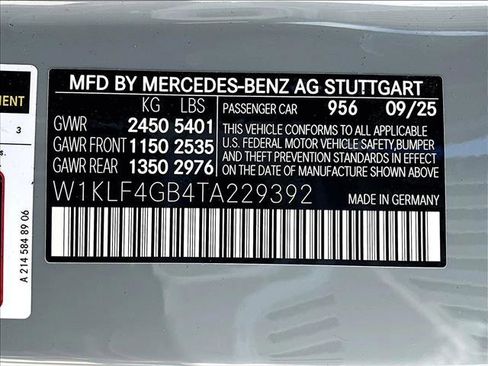 MFD BY MERCEDES-BENZ AG STUTTGART
KG LBS
GVWR 2450 5401
GAWR FRONT 1150 2535
GAWR REAR 1350 2976
PASSENGER CAR 956 09/25
THIS VEHICLE CONFORMS TO ALL APPLICABLE
U.S. FEDERAL MOTOR VEHICLE SAFETY,BUMPER
AND THEFT PREVENTION STANDARDS IN EFFECT
ON THE DATE OF MANUFACTURE SHOWN ABOVE.
W1KLF4GB4TA229392
MADE IN GERMANY
3
A 214 584 89 06